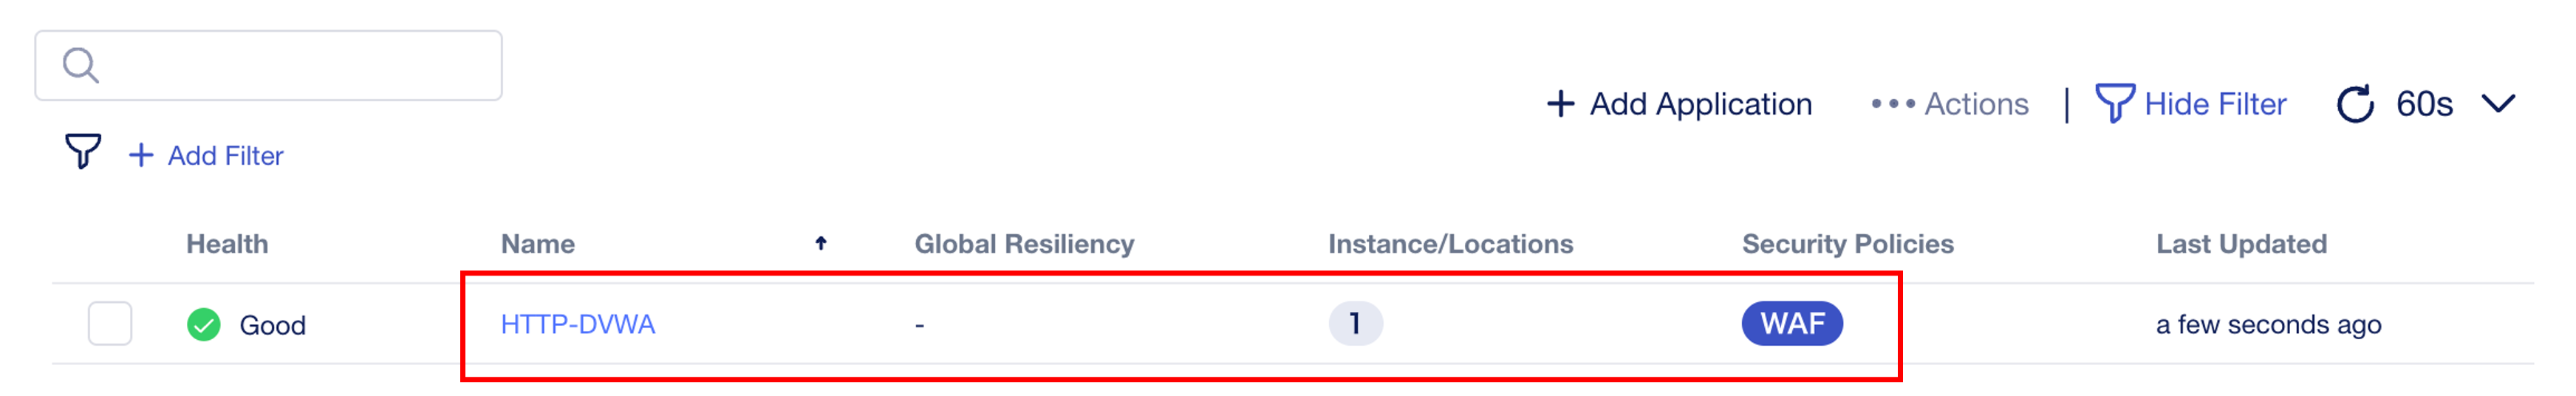 + Add Application ••• Actions | Hide Filter 60s
+ Add Filter
Health Name Global Resiliency Instance/Locations Security Policies Last Updated
Good HTTP-DVWA - 1 WAF a few seconds ago